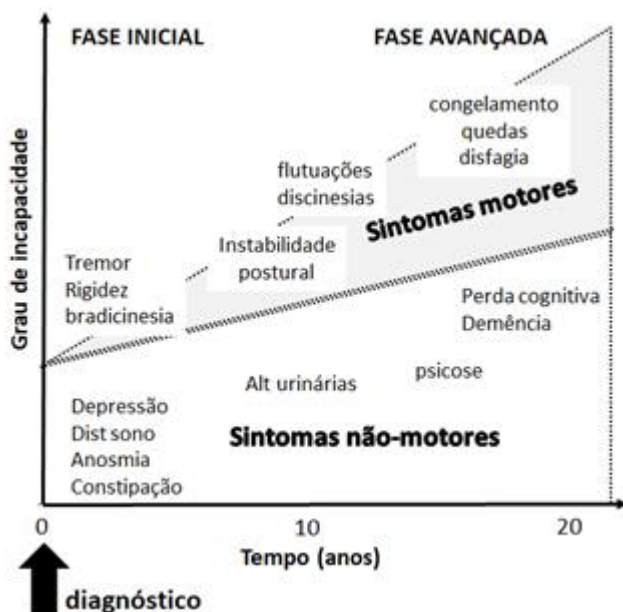 FASE INICIAL
FASE AVANÇADA
congelamento
quedas
disfagia
flutuações
discinesias
Sintomas motores
Instabilidade
postural
Tremor
Rigidez
bradicinesia
Perda cognitiva
Demência
psicose
Alt urinárias
Depressão
Dist sono
Anosmia
Constipação
Sintomas não-motores
Grau de incapacidade
0
10
20
Tempo (anos)
diagnóstico